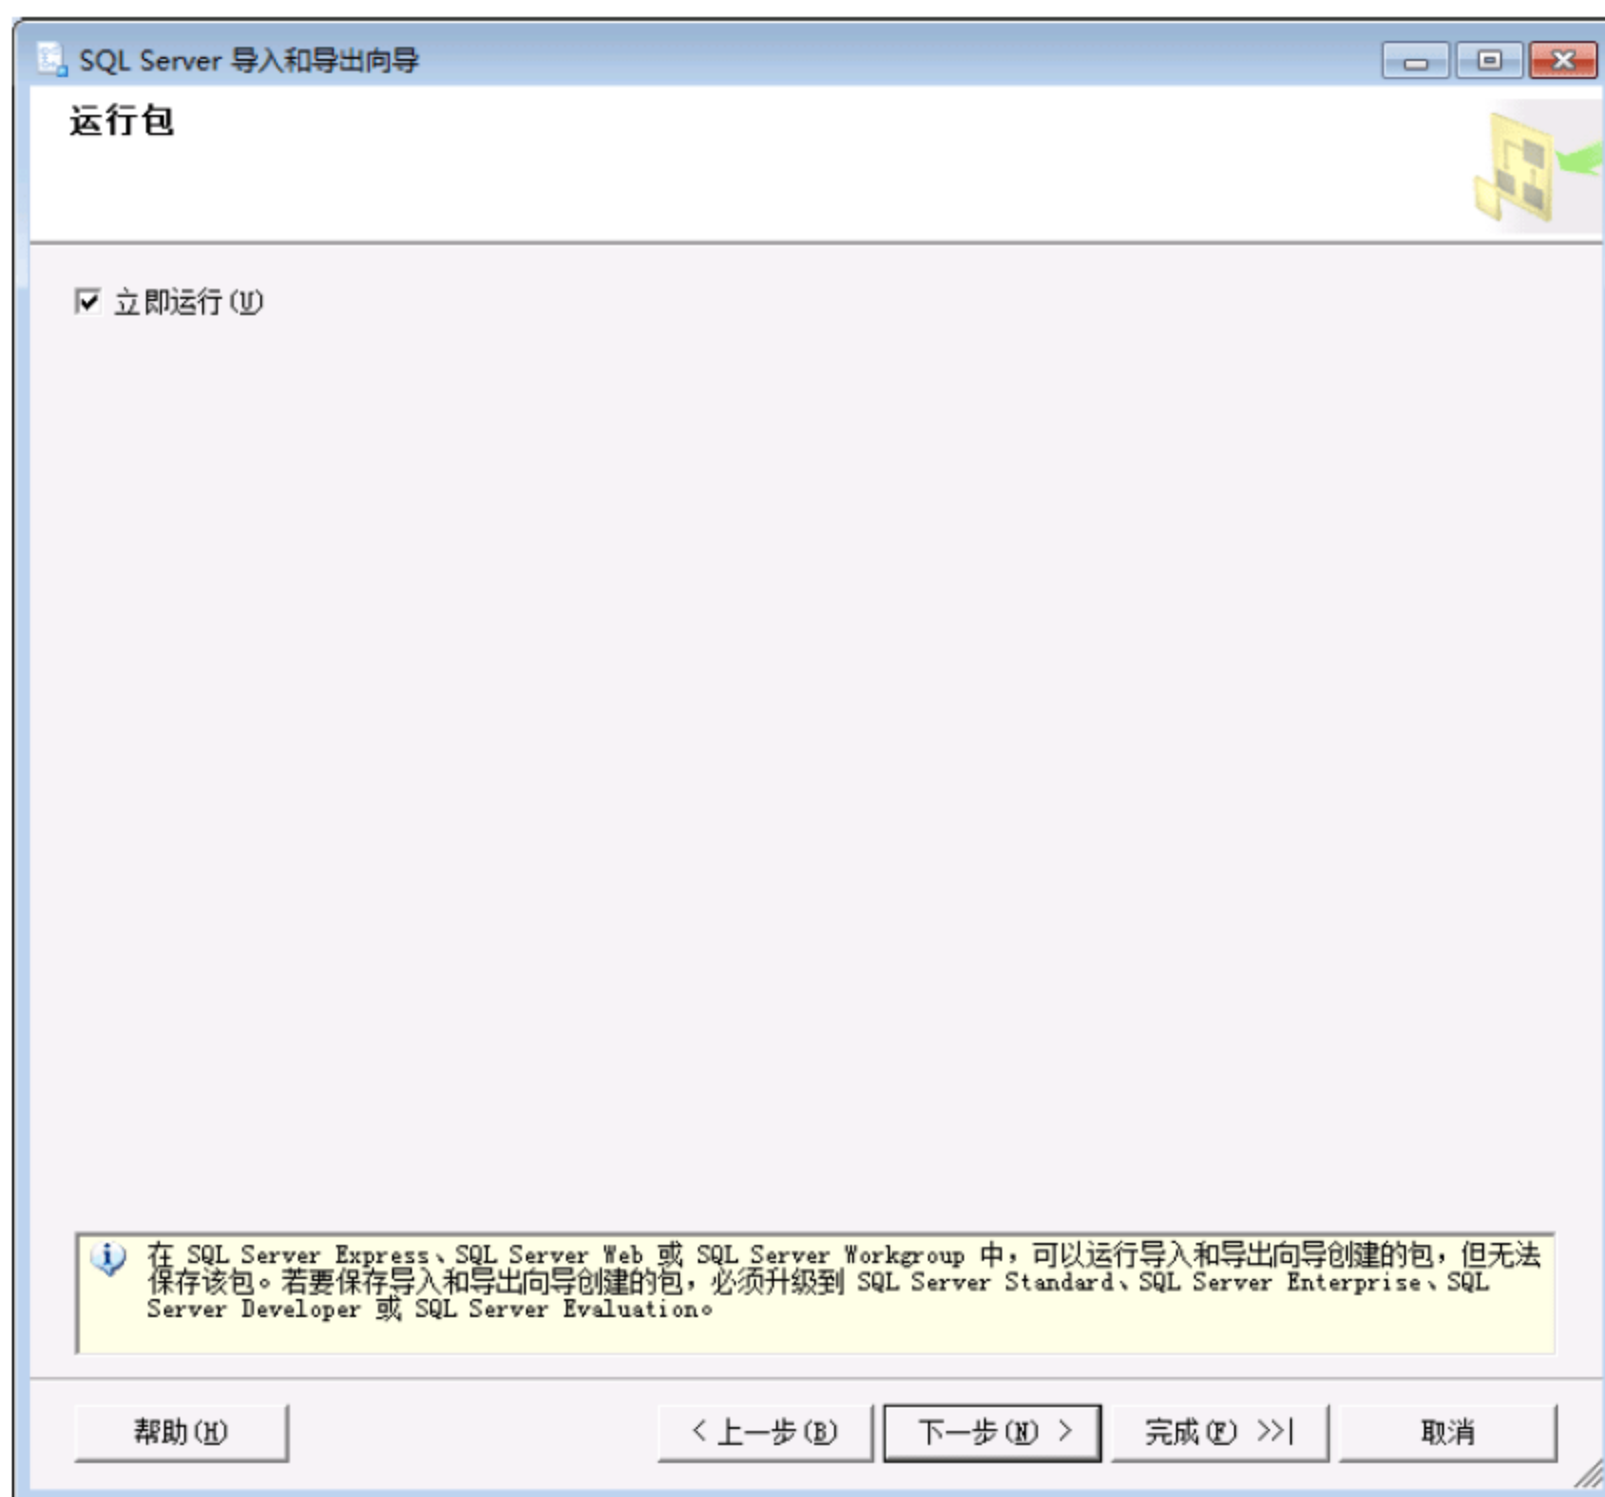 SQL Server 导入和导出向导
运行包
立即运行(U)
在 SQL Server Express、SQL Server Web 或 SQL Server Workgroup 中，可以运行导入和导出向导创建的包，但无法
保存该包。若要保存导入和导出向导创建的包，必须升级到 SQL Server Standard、SQL Server Enterprise、SQL
Server Developer 或 SQL Server Evaluation。
帮助(H)
< 上一步(B)
下一步(N) >
完成(F) >>|
取消